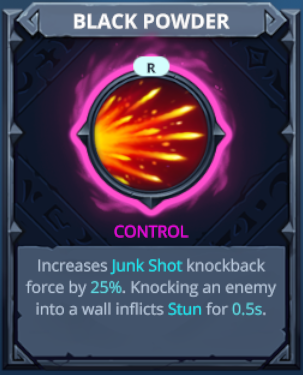 BLACK POWDER
R
CONTROL
Increases Junk Shot knockback
force by 25%. Knocking an enemy
into a wall inflicts Stun for 0.5s.